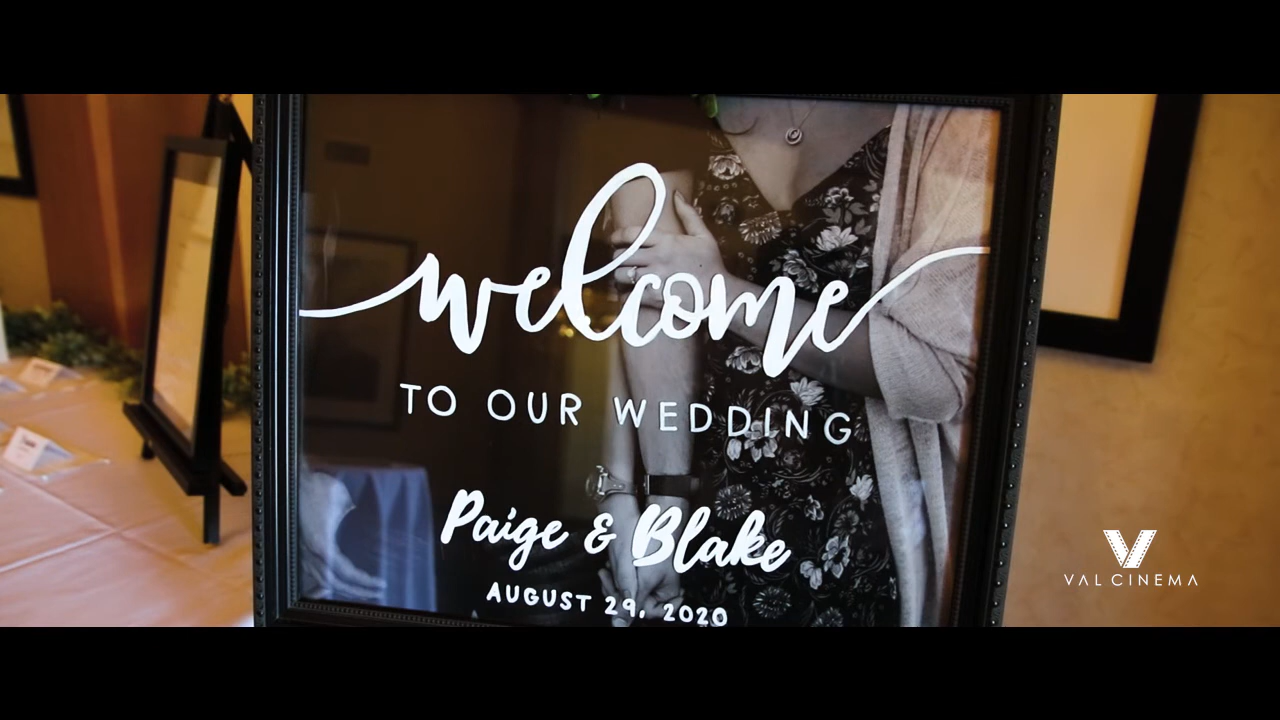 welcome
TO OUR WEDDING
Paige & Blake
AUGUST 29, 2020
VAL CINEMA